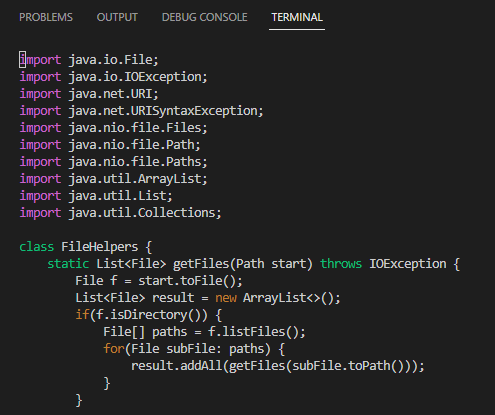 PROBLEMS OUTPUT DEBUG CONSOLE TERMINAL
import java.io.File;
import java.io.IOException;
import java.net.URI;
import java.net.URISyntaxException;
import java.nio.file.Files;
import java.nio.file.Path;
import java.nio.file.Paths;
import java.util.ArrayList;
import java.util.List;
import java.util.Collections;

class FileHelpers {
    static List<File> getFiles(Path start) throws IOException {
        File f = start.toFile();
        List<File> result = new ArrayList<>();
        if(f.isDirectory()) {
            File[] paths = f.listFiles();
            for(File subFile: paths) {
                result.addAll(getFiles(subFile.toPath()));
            }
        }